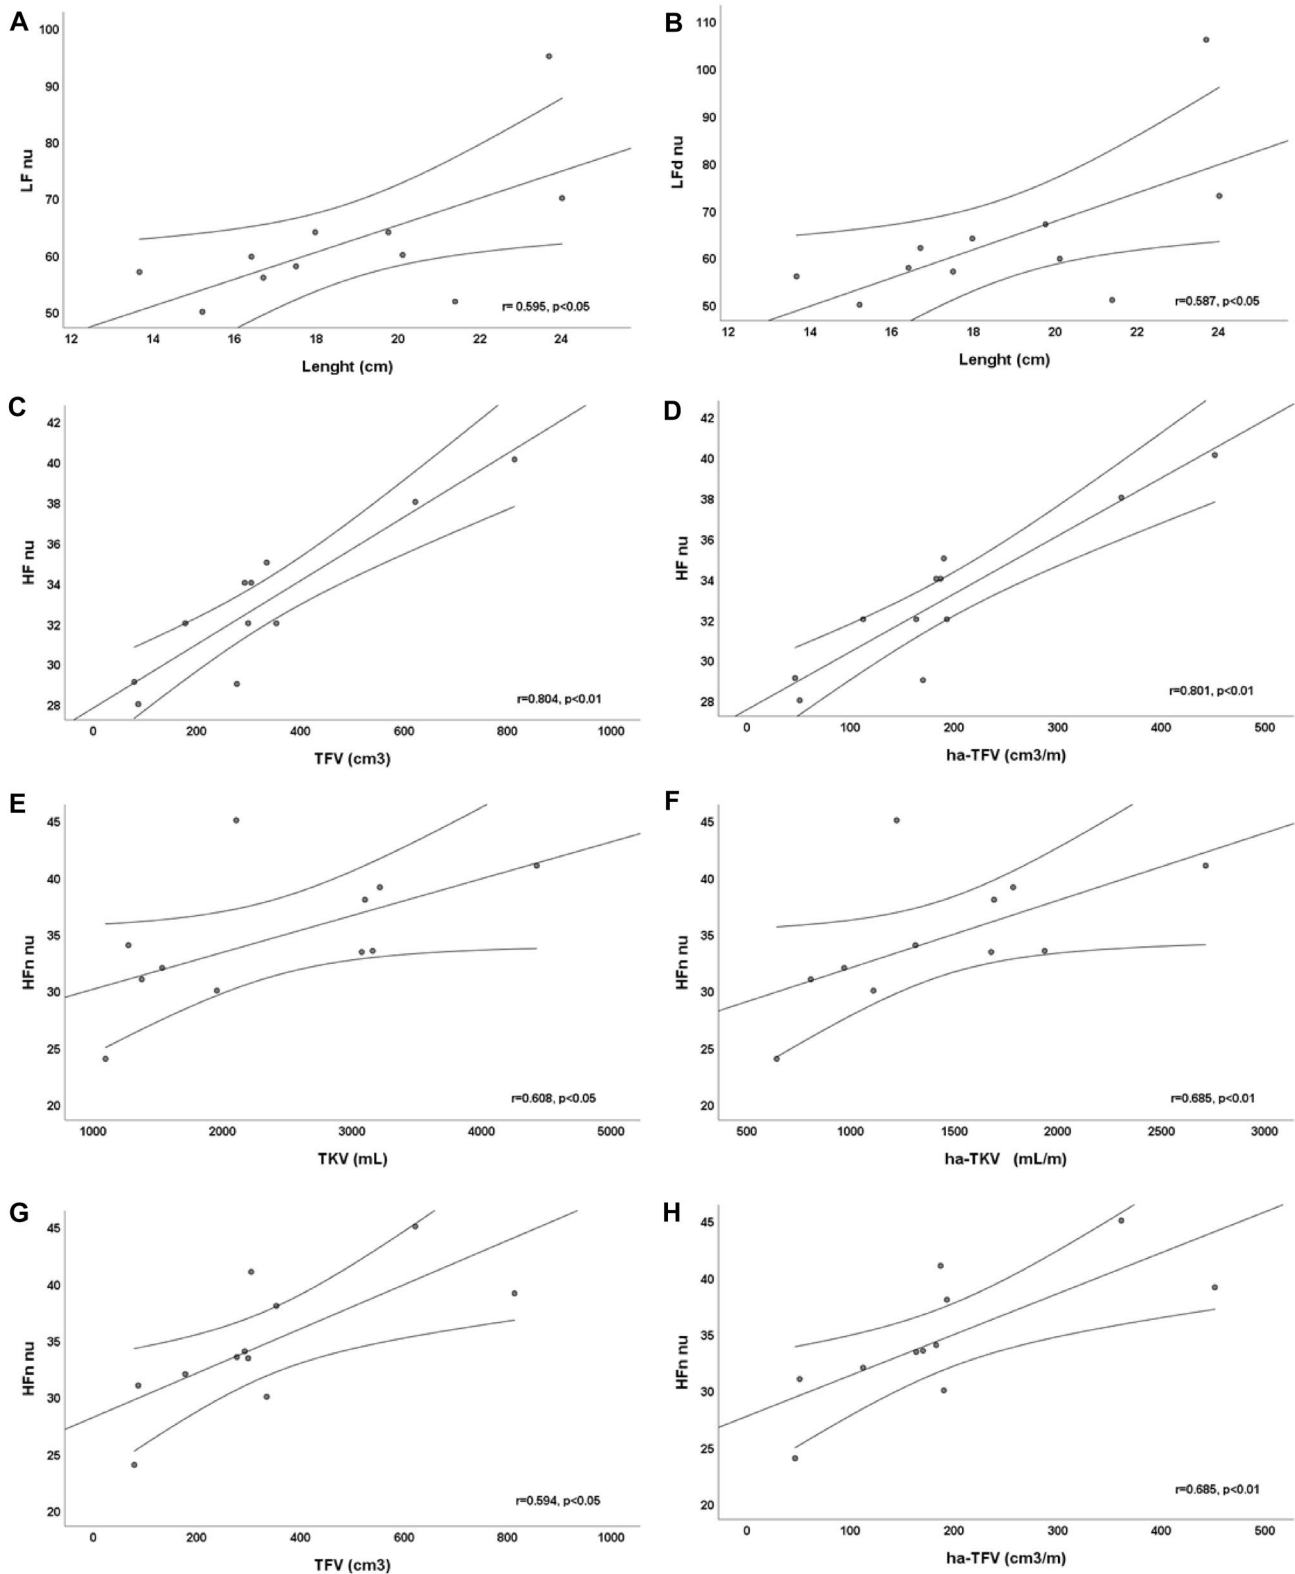 A
100
90
80
70
60
50
LF nu
r= 0.595, p<0.05
12 14 16 18 20 22 24
Lenght (cm)
B
110
100
90
80
70
60
50
LFd nu
r=0.587, p<0.05
12 14 16 18 20 22 24
Lenght (cm)
C
42
40
38
36
34
32
30
28
HF nu
r=0.804, p<0.01
0 200 400 600 800 1000
TFV (cm3)
D
42
40
38
36
34
32
30
28
HF nu
r=0.801, p<0.01
0 100 200 300 400 500
ha-TFV (cm3/m)
E
45
40
35
30
25
20
HFn nu
r=0.608, p<0.05
1000 2000 3000 4000 5000
TKV (mL)
F
45
40
35
30
25
20
HFn nu
r=0.685, p<0.01
500 1000 1500 2000 2500 3000
ha-TKV (mL/m)
G
45
40
35
30
25
20
HFn nu
r=0.594, p<0.05
0 200 400 600 800 1000
TFV (cm3)
H
45
40
35
30
25
20
HFn nu
r=0.685, p<0.01
0 100 200 300 400 500
ha-TFV (cm3/m)